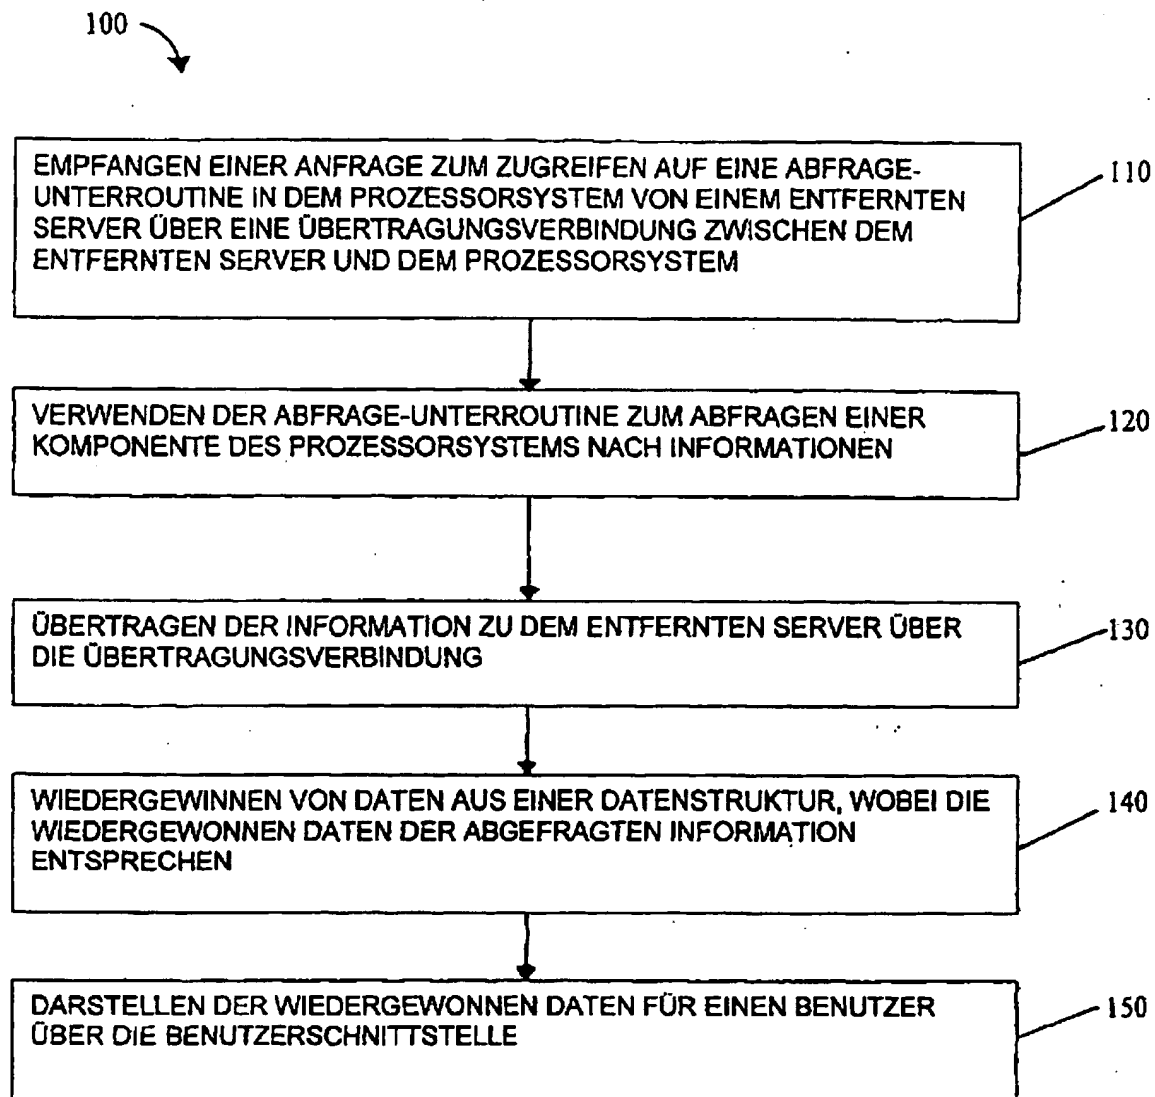 100
EMPFANGEN EINER ANFRAGE ZUM ZUGREIFEN AUF EINE ABFRAGE-
UNTERROUTINE IN DEM PROZESSORSYSTEM VON EINEM ENTFERNTEN
SERVER ÜBER EINE ÜBERTRAGUNGSVERBINDUNG ZWISCHEN DEM
ENTFERNTEN SERVER UND DEM PROZESSORSYSTEM
110
VERWENDEN DER ABFRAGE-UNTERROUTINE ZUM ABFRAGEN EINER
KOMPONENTE DES PROZESSORSYSTEMS NACH INFORMATIONEN
120
ÜBERTRAGEN DER INFORMATION ZU DEM ENTFERNTEN SERVER ÜBER
DIE ÜBERTRAGUNGSVERBINDUNG
130
WIEDERGEWINNEN VON DATEN AUS EINER DATENSTRUKTUR, WOBEI DIE
WIEDERGEWONNEN DATEN DER ABGEFRAGTEN INFORMATION
ENTSPRECHEN
140
DARSTELLEN DER WIEDERGEWONNEN DATEN FÜR EINEN BENUTZER
ÜBER DIE BENUTZERSCHNITTSTELLE
150